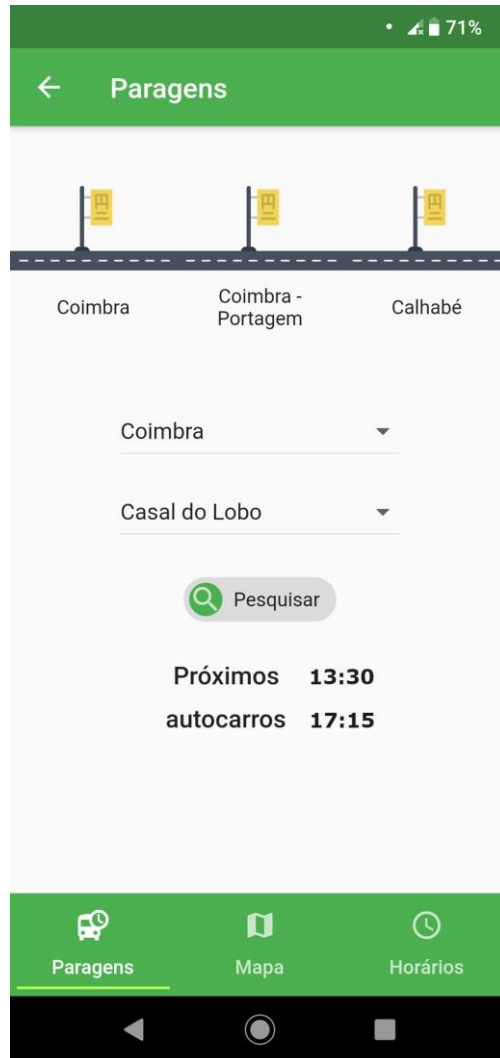 71%
Paragens
Coimbra
Coimbra -
Portagem
Calhabé
Coimbra
Casal do Lobo
Pesquisar
Próximos 13:30
autocarros 17:15
Paragens Mapa Horários